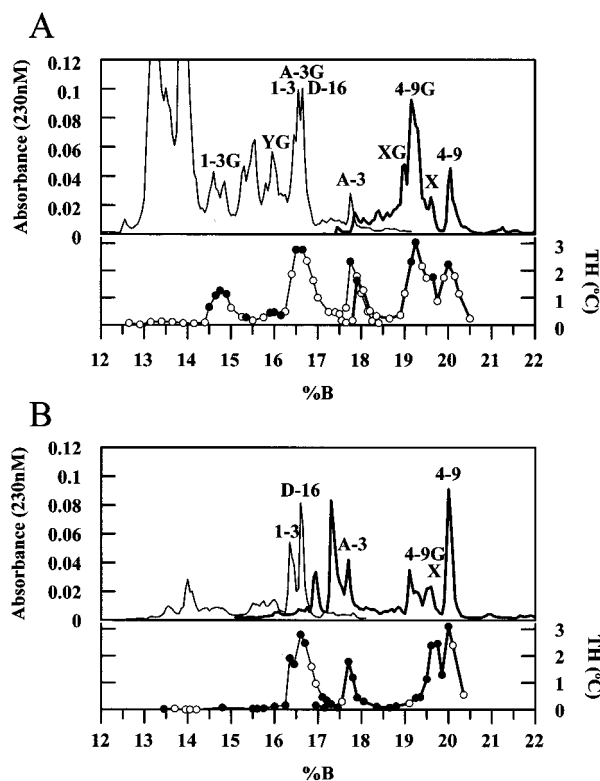 A
Absorbance (230nM)
0.12
0.1
0.08
0.06
0.04
0.02
0
1-3G
YG
A-3G
1-3 D-16
A-3
XG
4-9G
X
4-9
TH (°C)
3
2
1
0
12 13 14 15 16 17 18 19 20 21 22
%B
B
Absorbance (230nM)
0.12
0.1
0.08
0.06
0.04
0.02
0
1-3
D-16
A-3
4-9G
X
4-9
TH (°C)
3
2
1
0
12 13 14 15 16 17 18 19 20 21 22
%B